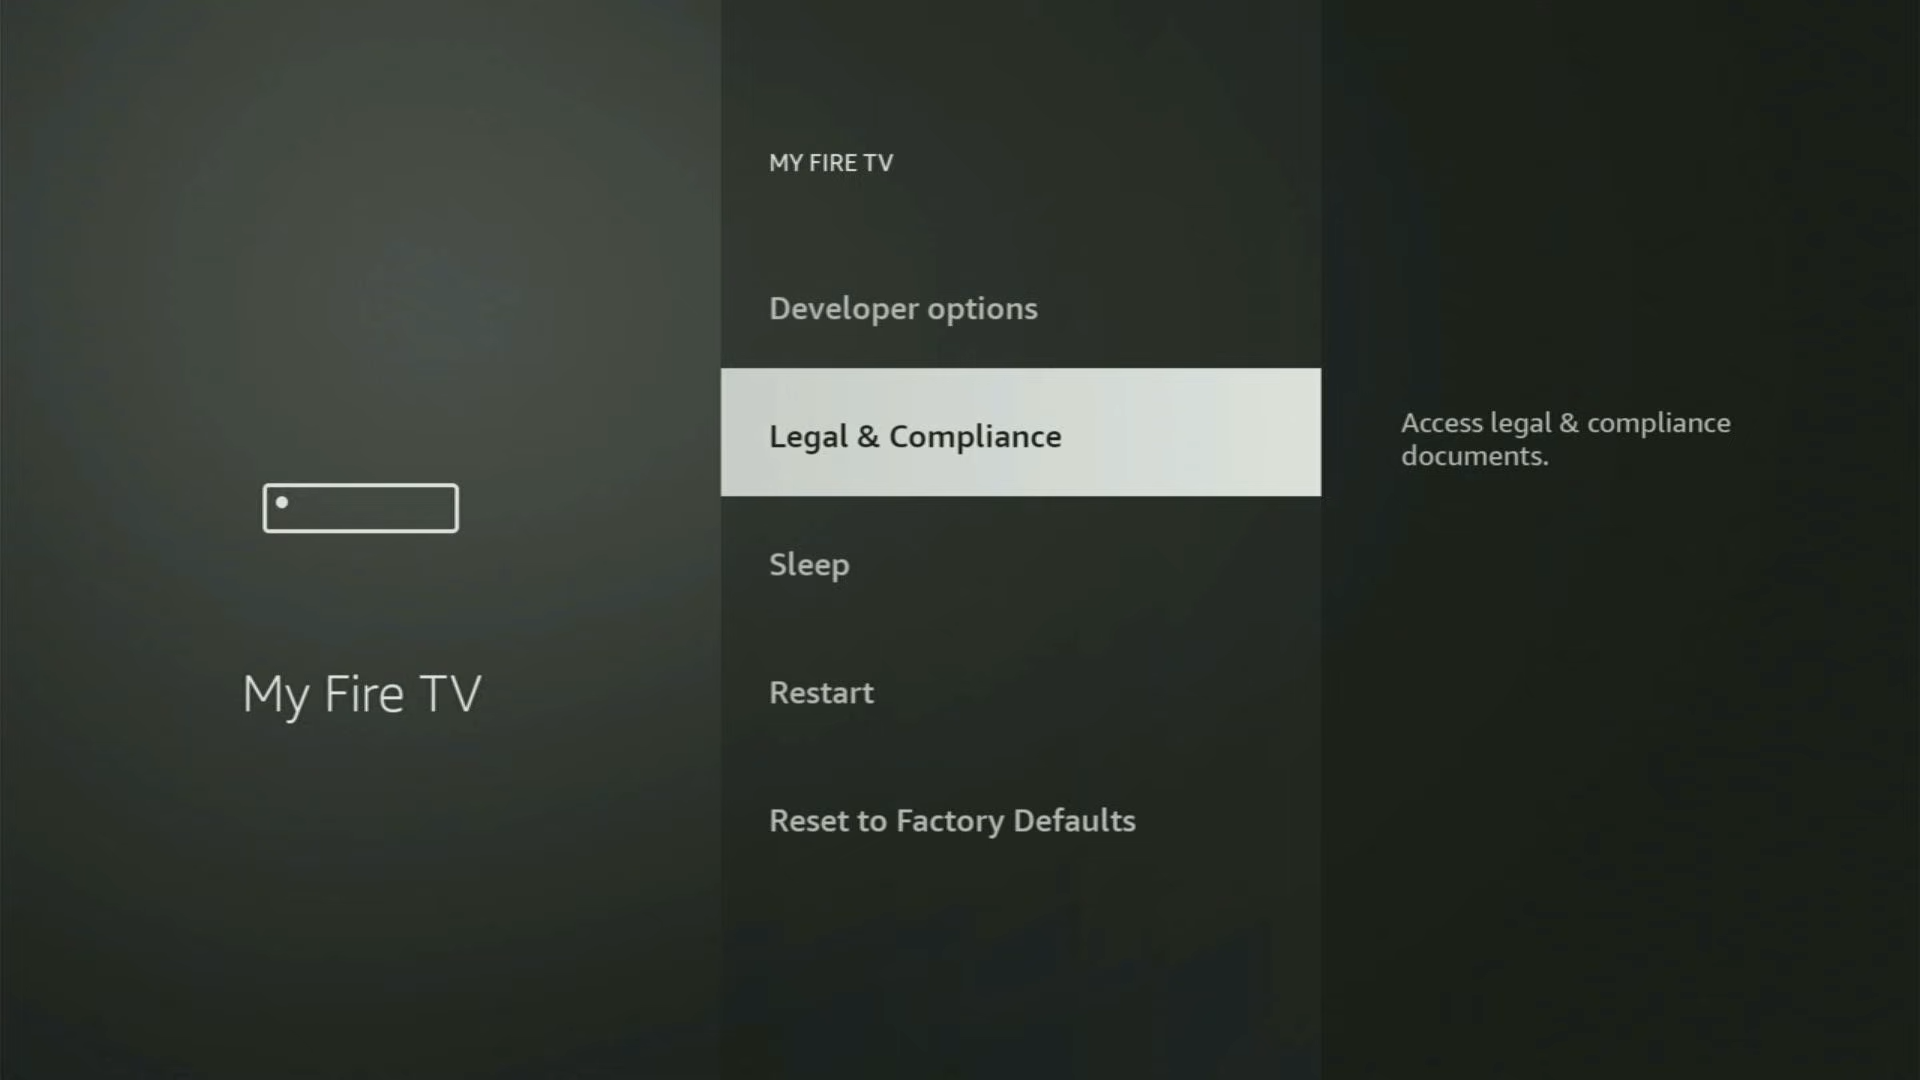 MY FIRE TV
Developer options
Legal & Compliance
Access legal & compliance
documents.
Sleep
Restart
My Fire TV
Reset to Factory Defaults